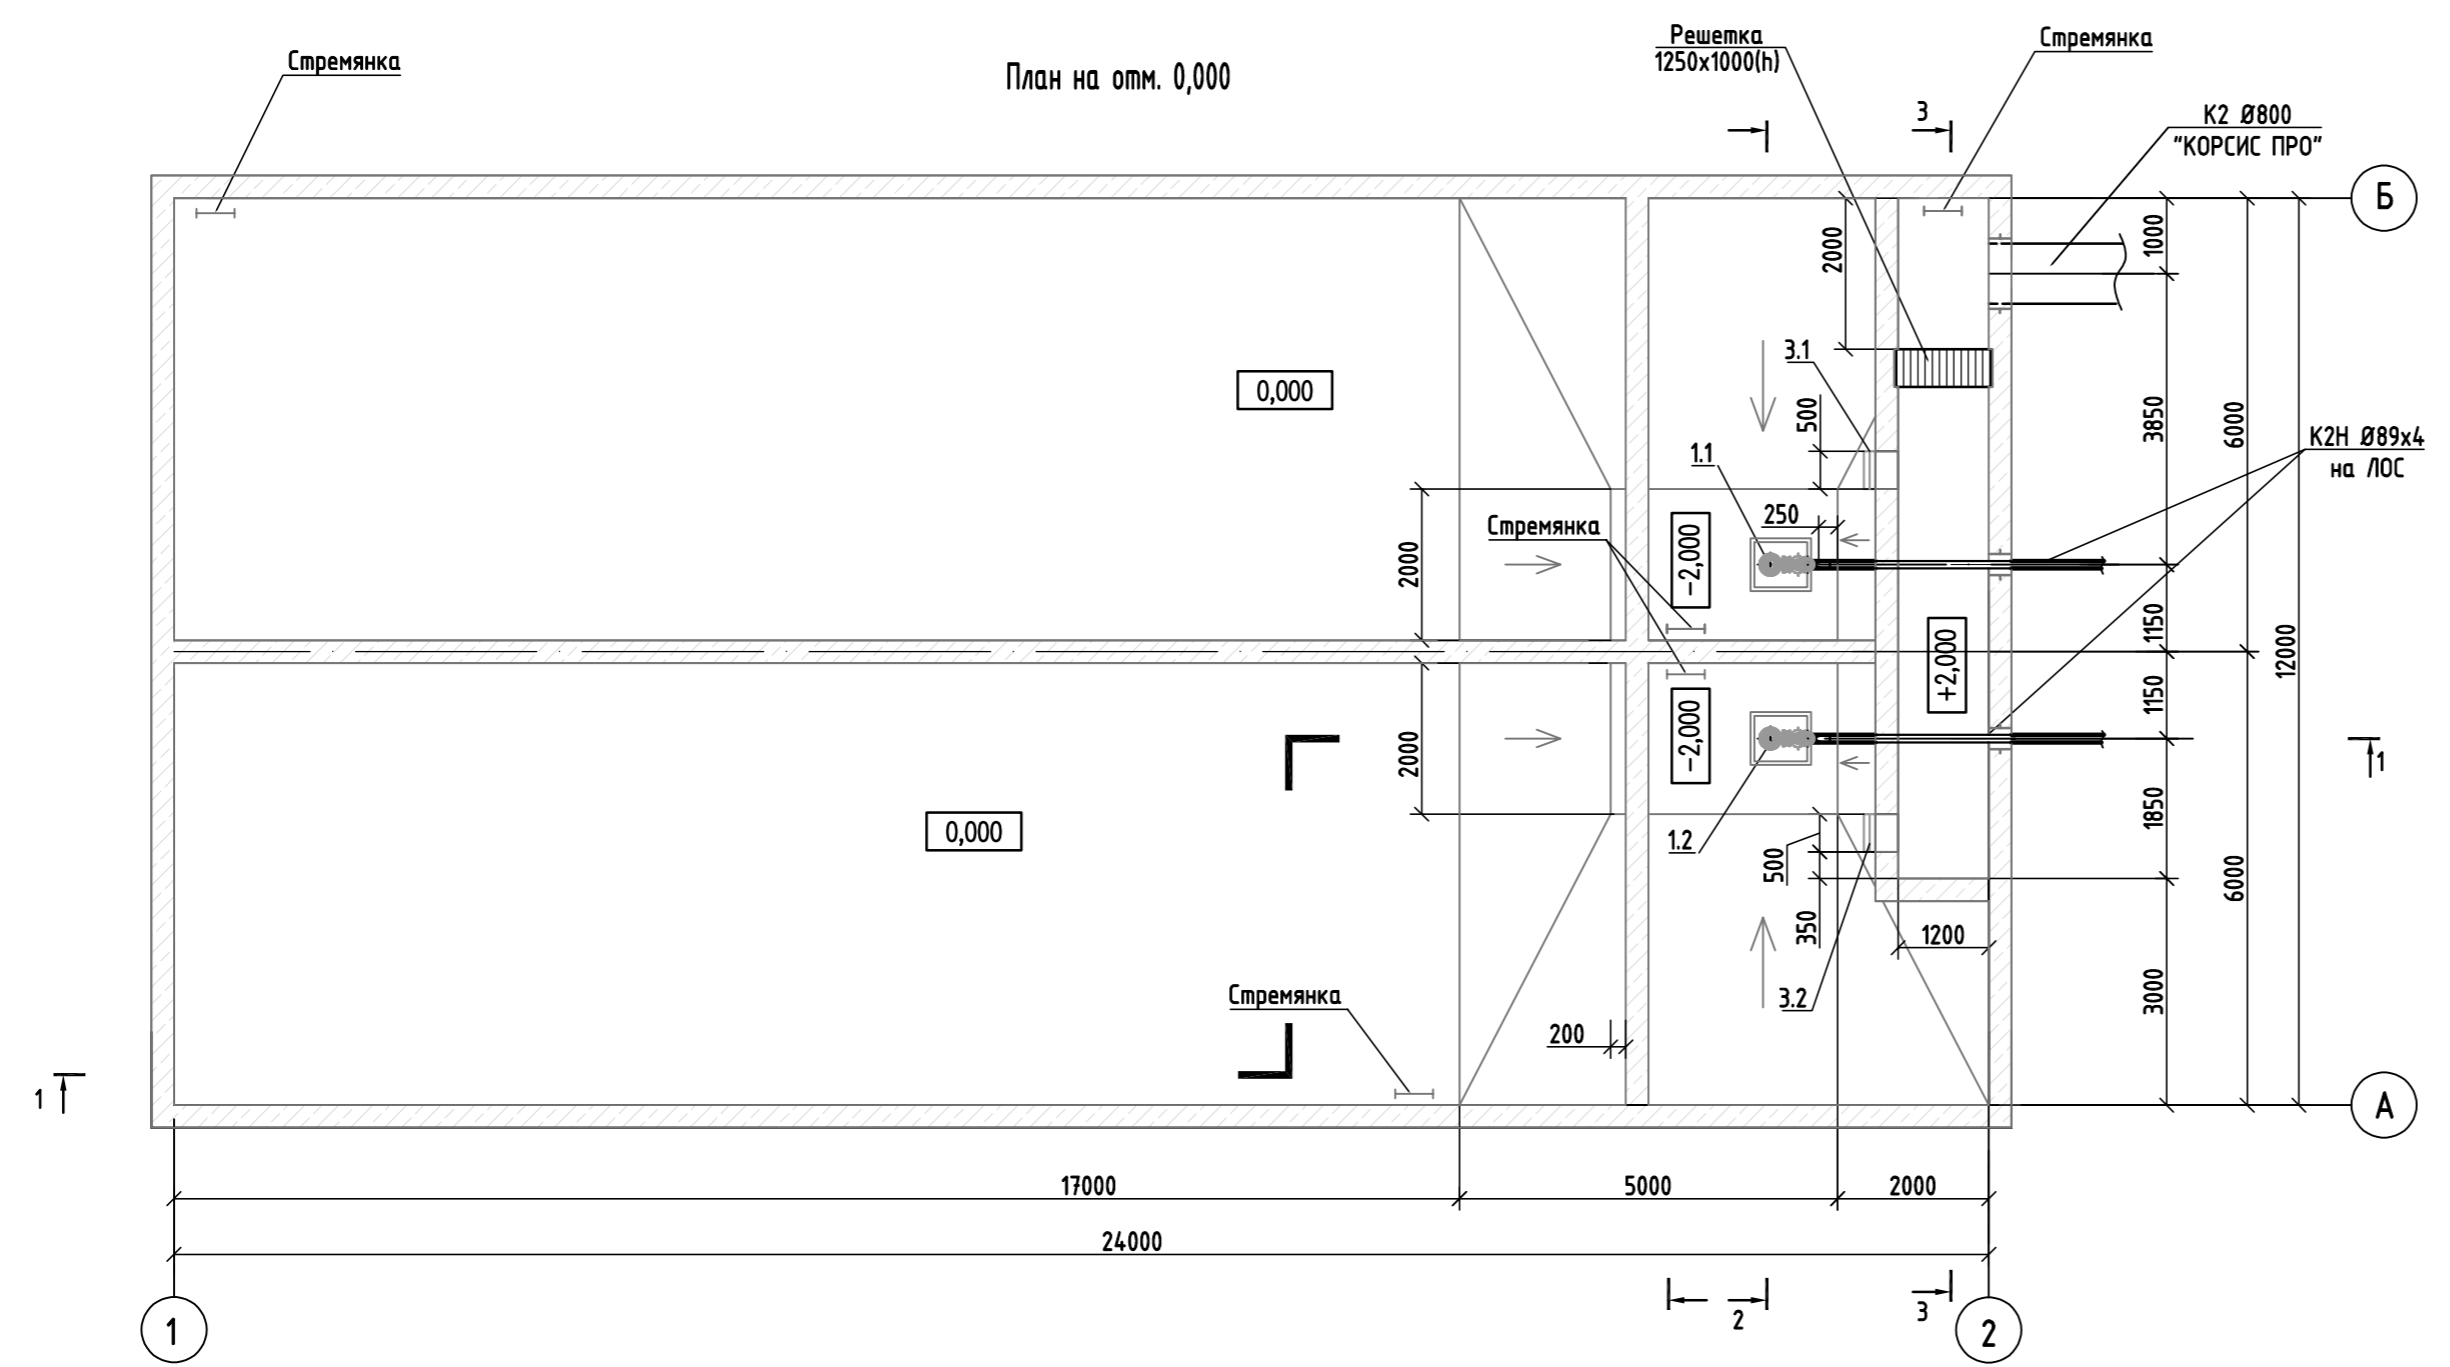 План на отм. 0,000
Стремянка
Решетка
1250х1000(h)
Стремянка
3
К2 Ø800
"КОРСИС ПРО"
Б
1000
2000
3.1
0,000
500
3850
6000
К2Н Ø89х4
на ЛОС
1.1
250
Стремянка
-2,000
2000
1150
12000
+2,000
1150
-2,000
2000
1
0,000
1.2
500
1850
6000
350
1200
Стремянка
3.2
3000
200
1
А
17000
5000
2000
24000
1
2
3
2